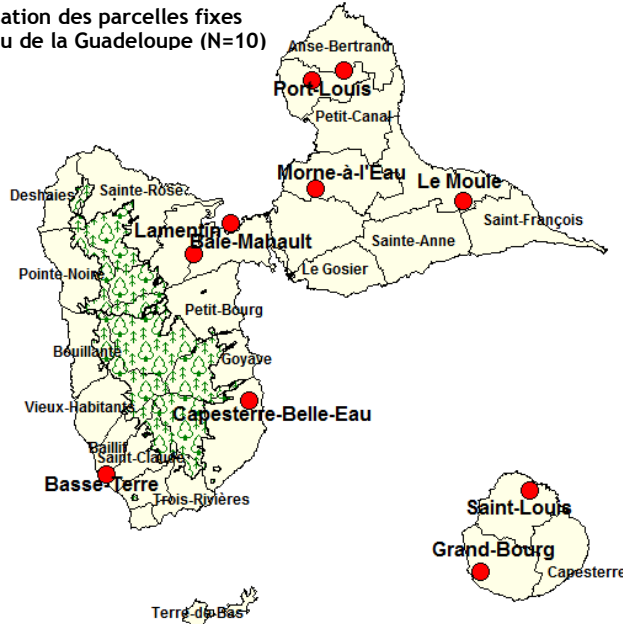 ation des parcelles fixes
u de la Guadeloupe (N=10)
Anse-Bertrand
Port-Louis
Petit-Canal
Morne-à-l'Eau
Le Moule
Deshaies
Sainte-Rose
Saint-François
Lamentin
Baie-Mahault
Sainte-Anne
Le Gosier
Pointe-Noire
Petit-Bourg
Bouillante
Goyave
Vieux-Habitants
Capesterre-Belle-Eau
Baillif
Saint-Claude
Basse-Terre
Trois-Rivières
Saint-Louis
Grand-Bourg
Capesterre
Terre-de-Bas